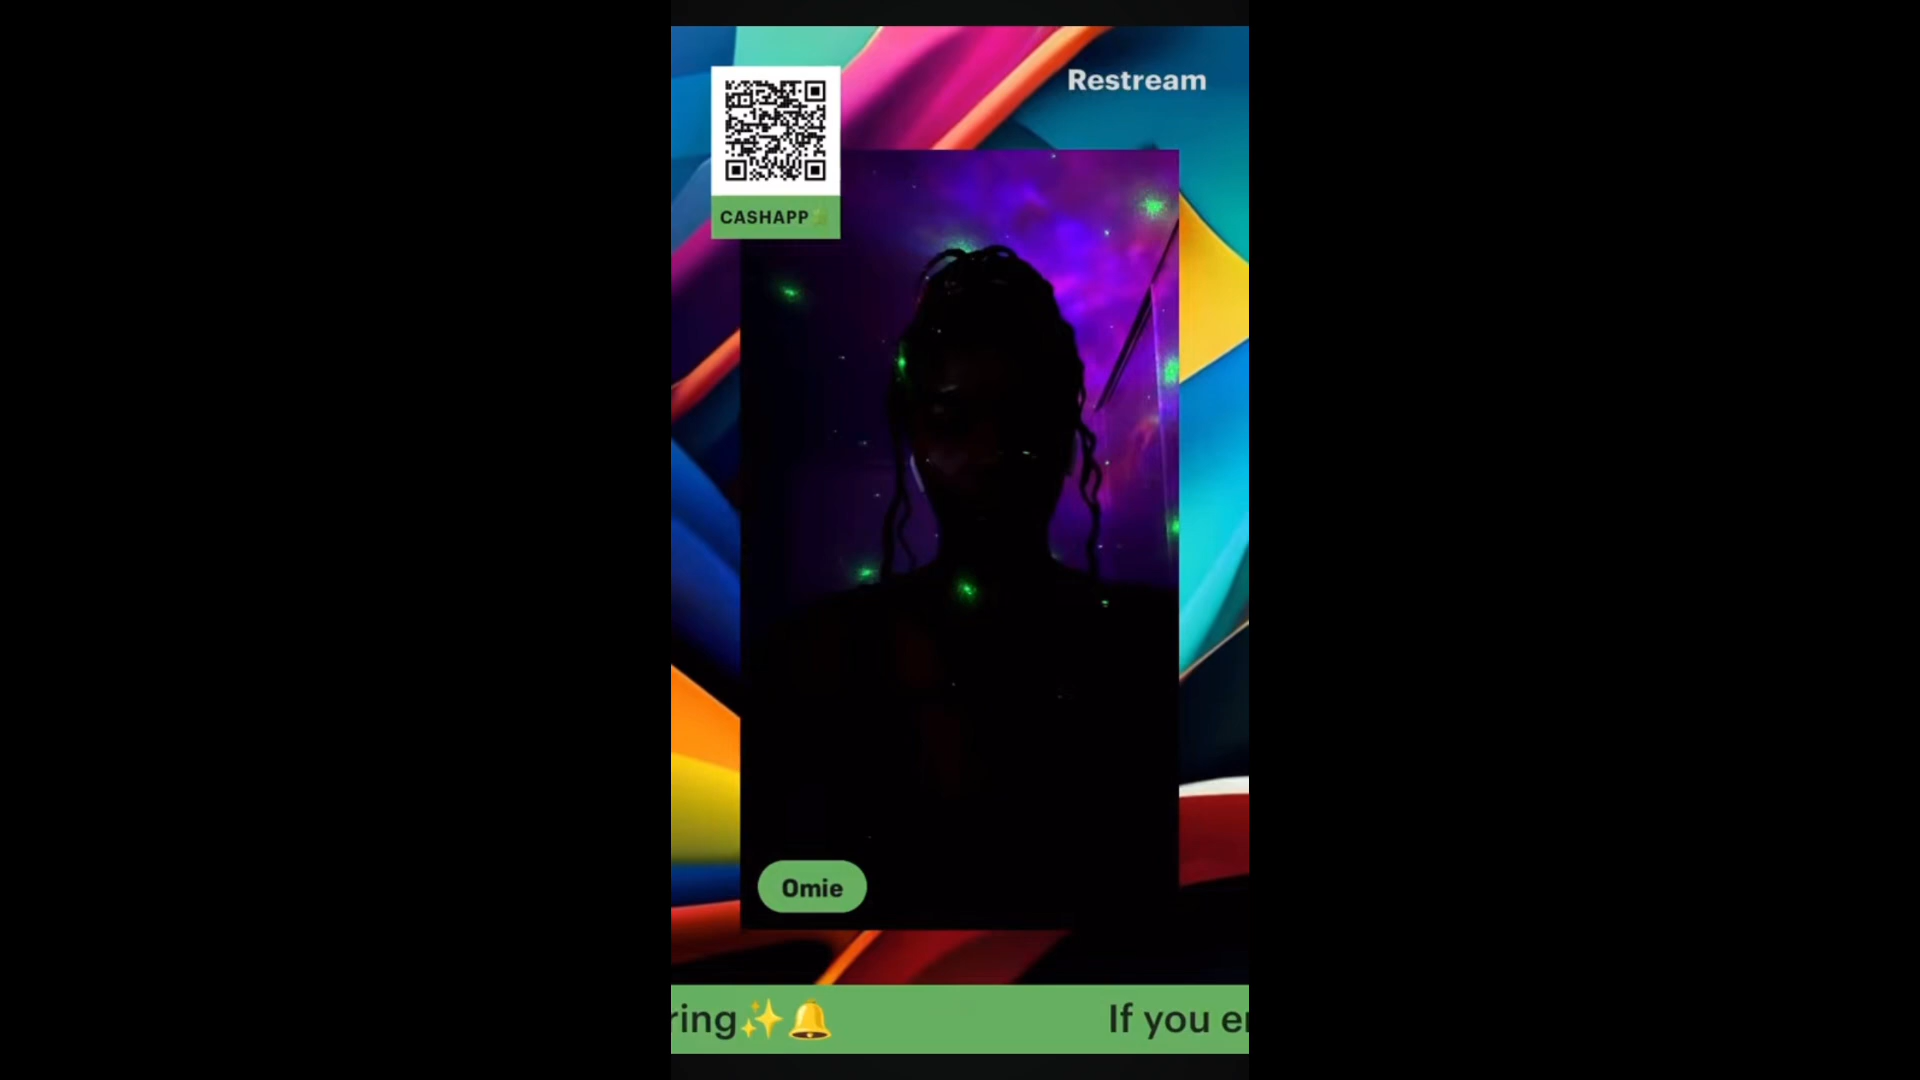 Restream
CASHAPP
Omie
ring✨🔔 If you e